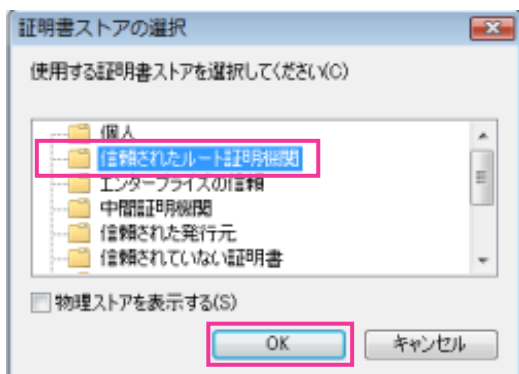 証明書ストアの選択
使用する証明書ストアを選択してください(C)
個人
信頼されたルート証明機関
エンタープライズの信頼
中間証明機関
信頼された発行元
信頼されていない証明書
物理ストアを表示する(S)
OK
キャンセル